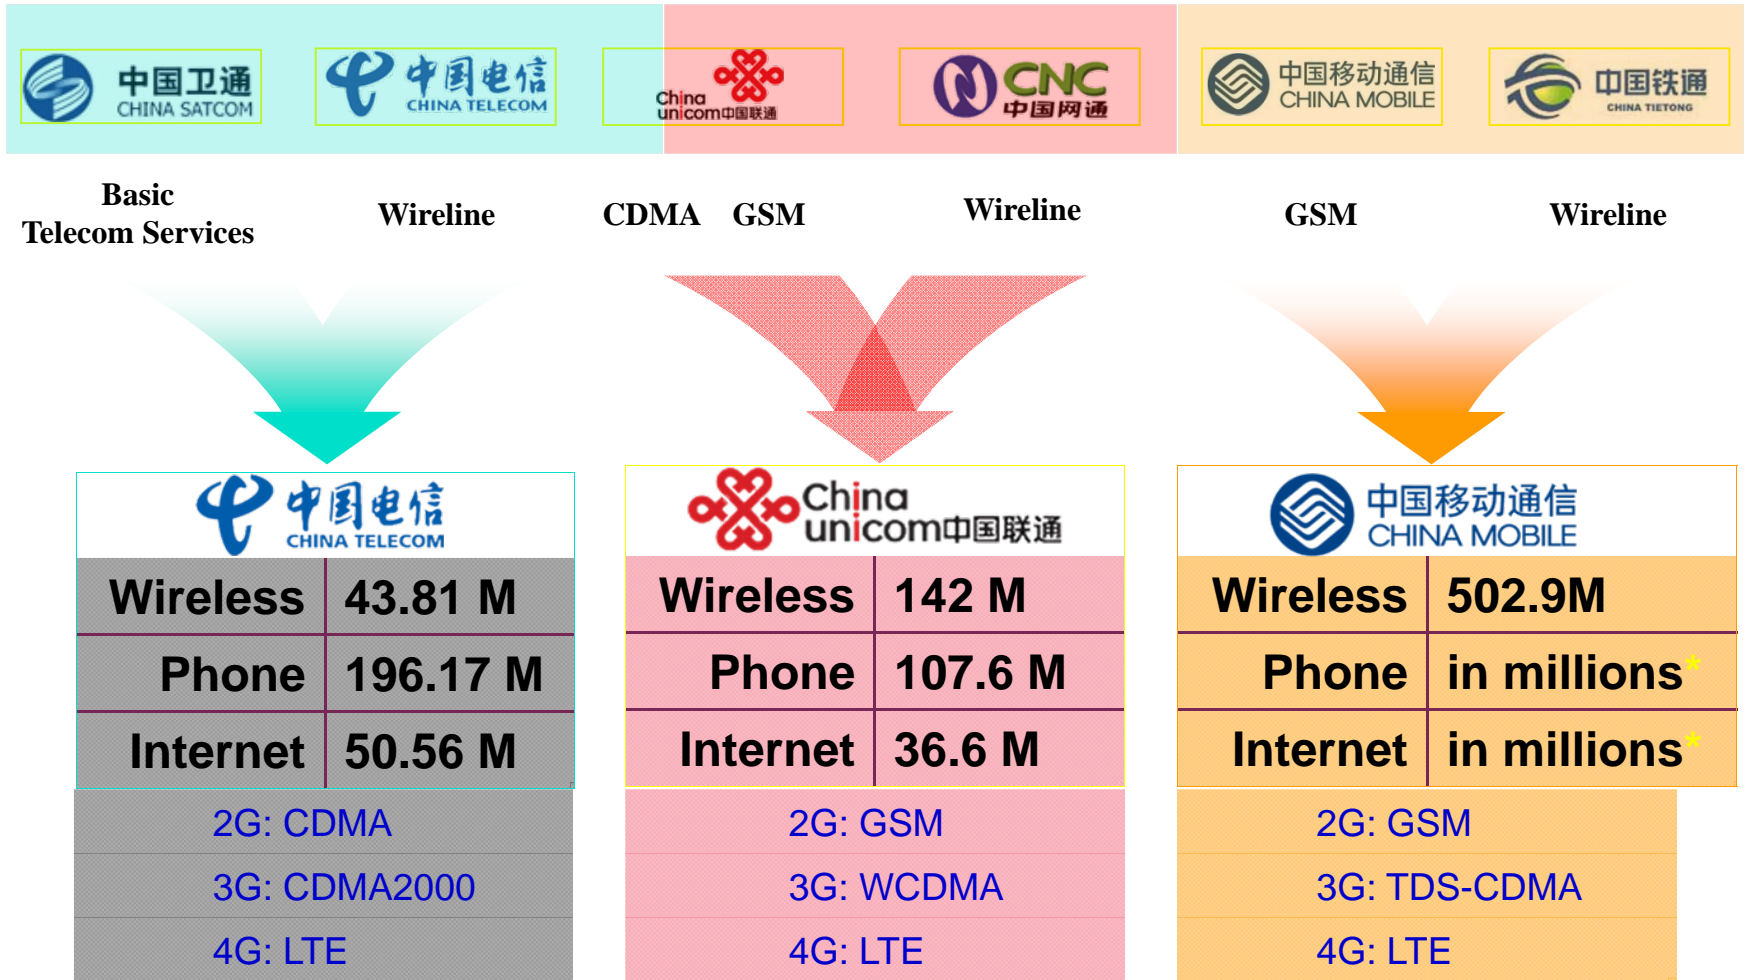 中国卫通
CHINA SATCOM
中国电信
CHINA TELECOM
China
unicom中国联通
CNC
中国网通
中国移动通信
CHINA MOBILE
中国铁通
CHINA TIETONG
Basic
Telecom Services
Wireline
CDMA GSM
Wireline
GSM
Wireline
中国电信
CHINA TELECOM
Wireless 43.81 M
Phone 196.17 M
Internet 50.56 M
2G: CDMA
3G: CDMA2000
4G: LTE
China
unicom中国联通
Wireless 142 M
Phone 107.6 M
Internet 36.6 M
2G: GSM
3G: WCDMA
4G: LTE
中国移动通信
CHINA MOBILE
Wireless 502.9M
Phone in millions*
Internet in millions*
2G: GSM
3G: TDS-CDMA
4G: LTE